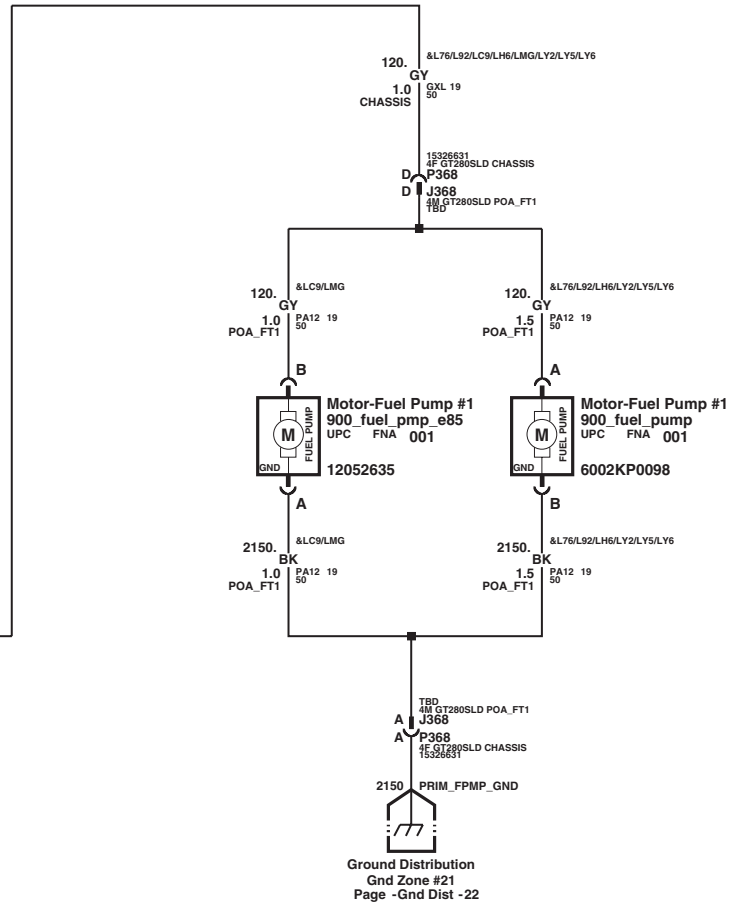 &L76/L92/LC9/LH6/LMG/LY2/LY5/LY6
120.
GY
1.0
GXL 19
50
CHASSIS
15326631
4F GT280SLD CHASSIS
D P368
D J368
4M GT280SLD POA_FT1
TBD
&LC9/LMG
120.
GY
1.0
PA12 19
50
POA_FT1
&L76/L92/LH6/LY2/LY5/LY6
120.
GY
1.5
PA12 19
50
POA_FT1
B
M
FUEL PUMP
GND
Motor-Fuel Pump #1
900_fuel_pmp_e85
UPC FNA 001
12052635
A
A
M
FUEL PUMP
GND
Motor-Fuel Pump #1
900_fuel_pump
UPC FNA 001
6002KP0098
B
&LC9/LMG
2150.
BK
1.0
PA12 19
50
POA_FT1
&L76/L92/LH6/LY2/LY5/LY6
2150.
BK
1.5
PA12 19
50
POA_FT1
TBD
4M GT280SLD POA_FT1
A J368
A P368
4F GT280SLD CHASSIS
15326631
2150 PRIM_FPMP_GND
Ground Distribution
Gnd Zone #21
Page -Gnd Dist -22